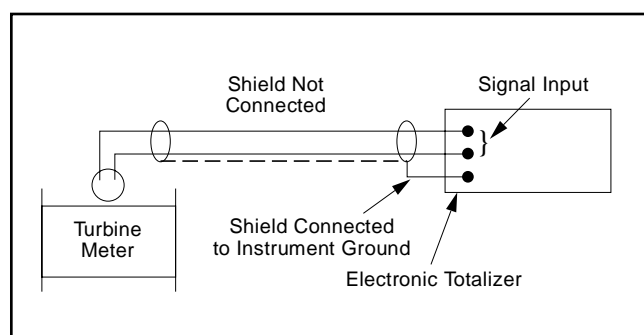 Shield Not
Connected
Signal Input
}
Turbine
Meter
Shield Connected
to Instrument Ground
Electronic Totalizer